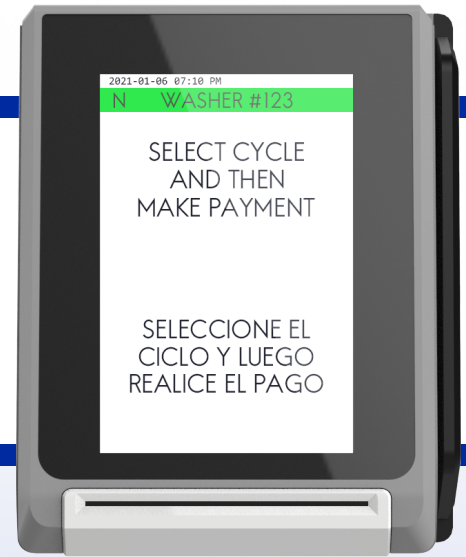 2021-01-06 07:10 PM
N WASHER #123
SELECT CYCLE
AND THEN
MAKE PAYMENT
SELECCIONE EL
CICLO Y LUEGO
REALICE EL PAGO